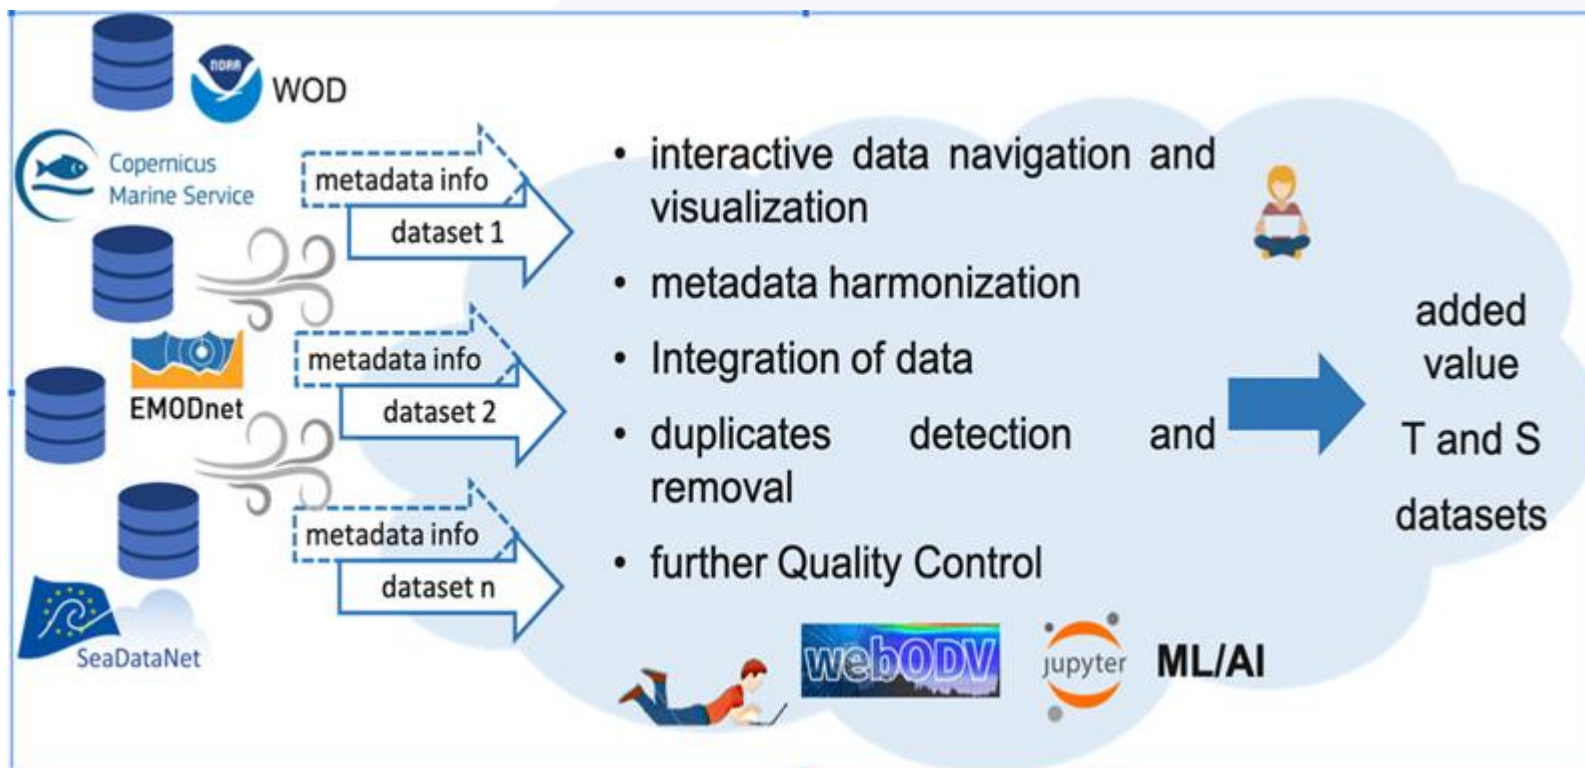 NOAA
WOD
Copernicus
Marine Service
metadata info
dataset 1
EMODnet
metadata info
dataset 2
metadata info
dataset n
SeaDataNet
• interactive data navigation and
visualization
• metadata harmonization
• Integration of data
• duplicates detection and
removal
• further Quality Control
webODV
jupyter
ML/AI
added
value
T and S
datasets